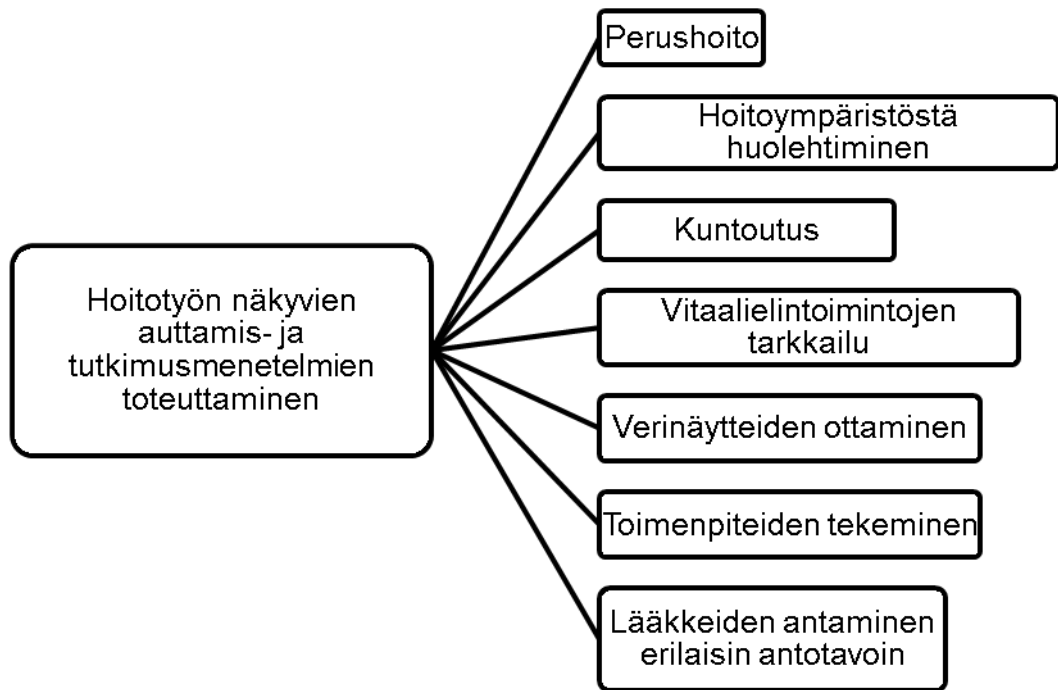 Perushoito
Hoitoympäristöstä
huolehtiminen
Kuntoutus
Hoitotyön näkyvien
auttamis- ja
tutkimusmenetelmien
toteuttaminen
Vitaalielintoimintojen
tarkkailu
Verinäytteiden ottaminen
Toimenpiteiden tekeminen
Lääkkeiden antaminen
erilaisin antotavoin